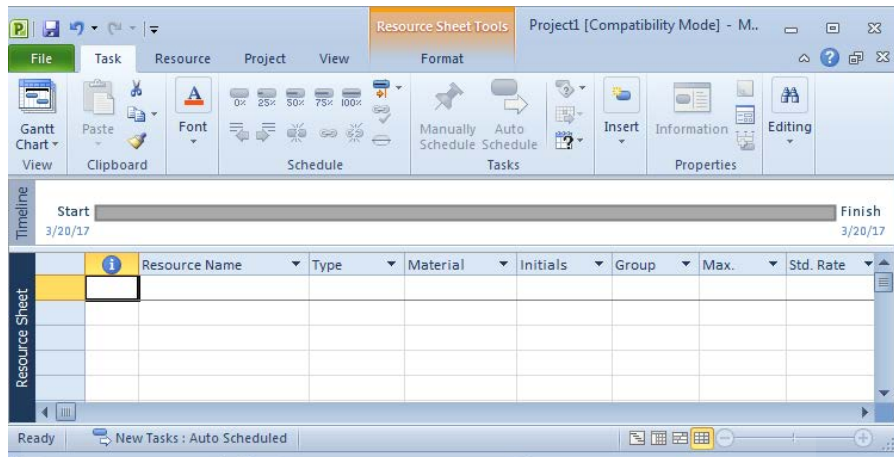 P Resource Sheet Tools Project1 [Compatibility Mode] - M..
File Task Resource Project View Format
0% 25% 50% 75% 100%
Gantt Chart
Paste
Font
Manually Schedule
Auto Schedule
Insert
Information
Editing
View Clipboard Schedule Tasks Properties
Timeline
Start Finish
3/20/17 3/20/17
Resource Name Type Material Initials Group Max. Std. Rate
Resource Sheet
Ready New Tasks : Auto Scheduled